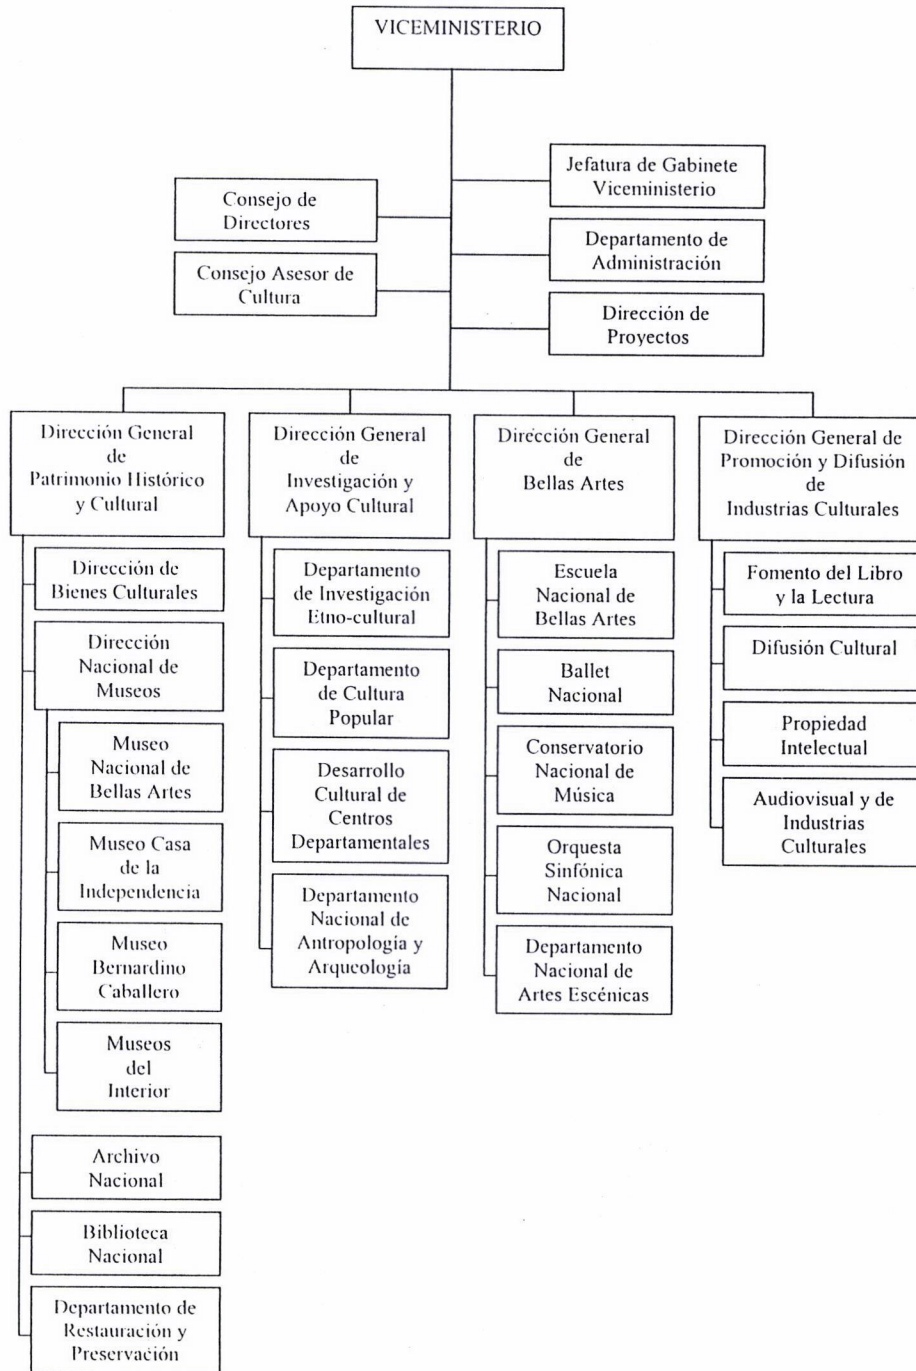 VICEMINISTERIO
Jefatura de Gabinete
Viceministerio
Consejo de
Directores
Departamento de
Administración
Consejo Asesor de
Cultura
Dirección de
Proyectos
Dirección General
de
Patrimonio Histórico
y Cultural
Dirección de
Bienes Culturales
Dirección
Nacional de
Museos
Museo
Nacional de
Bellas Artes
Museo Casa
de la
Independencia
Museo
Bernardino
Caballero
Museos
del
Interior
Archivo
Nacional
Biblioteca
Nacional
Departamento de
Restauración y
Preservación
Dirección General
de
Investigación y
Apoyo Cultural
Departamento
de Investigación
Etno-cultural
Departamento
de Cultura
Popular
Desarrollo
Cultural de
Centros
Departamentales
Departamento
Nacional de
Antropología y
Arqueología
Dirección General
de
Bellas Artes
Escuela
Nacional de
Bellas Artes
Ballet
Nacional
Conservatorio
Nacional de
Música
Orquesta
Sinfónica
Nacional
Departamento
Nacional de
Artes Escénicas
Dirección General de
Promoción y Difusión
de
Industrias Culturales
Fomento del Libro
y la Lectura
Difusión Cultural
Propiedad
Intelectual
Audiovisual y de
Industrias
Culturales